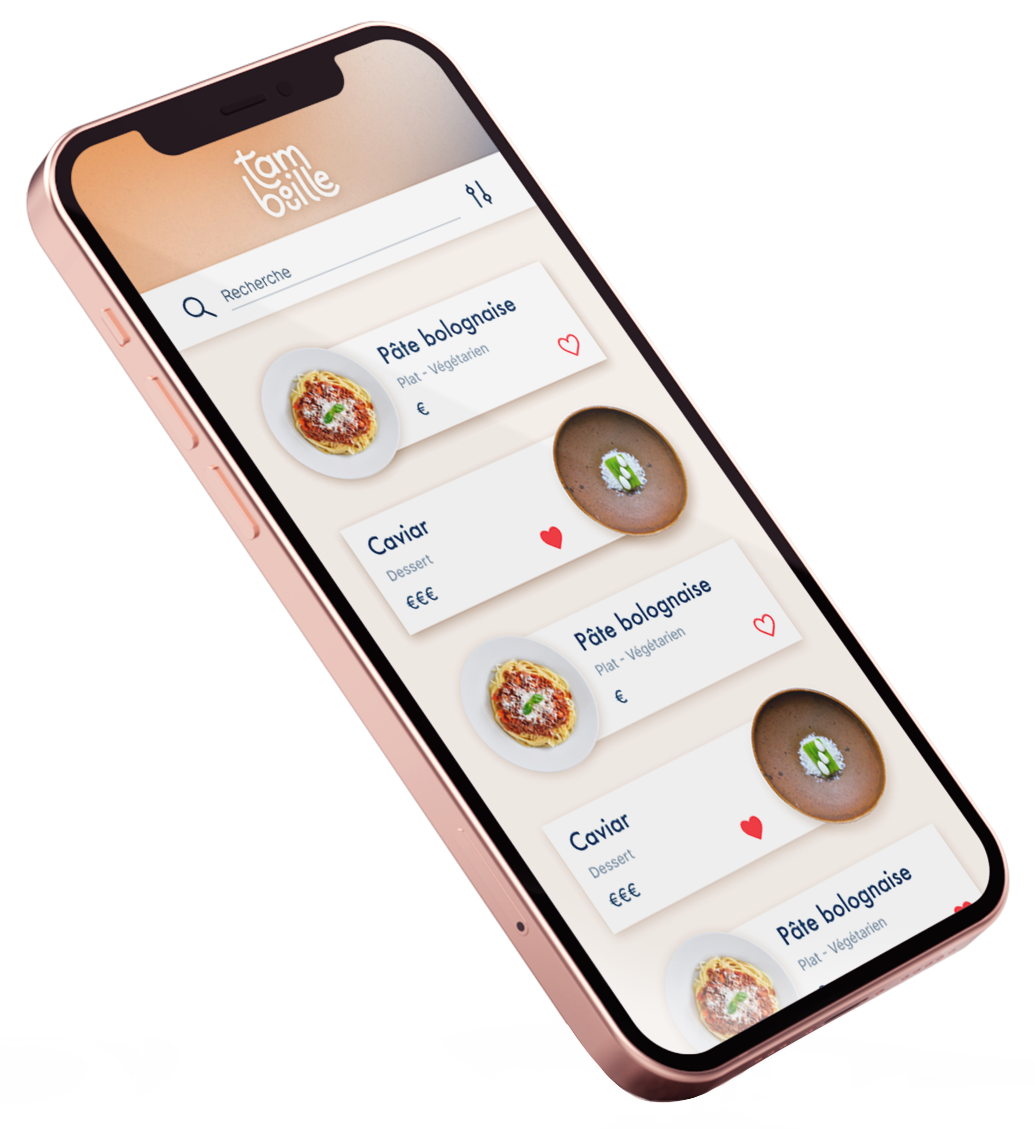 tam
bouille
Recherche
Pâte bolognaise
Plat - Végétarien
€
Caviar
Dessert
€€€
Pâte bolognaise
Plat - Végétarien
€
Caviar
Dessert
€€€
Pâte bolognaise
Plat - Végétarien